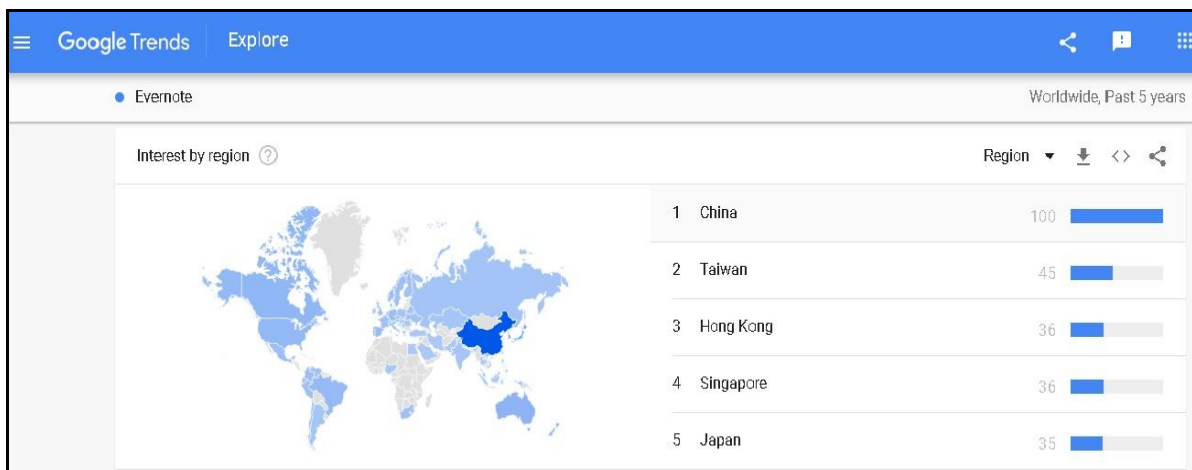 Google Trends Explore
Evernote Worldwide, Past 5 years
Interest by region ? Region
1 China 100
2 Taiwan 45
3 Hong Kong 36
4 Singapore 36
5 Japan 35